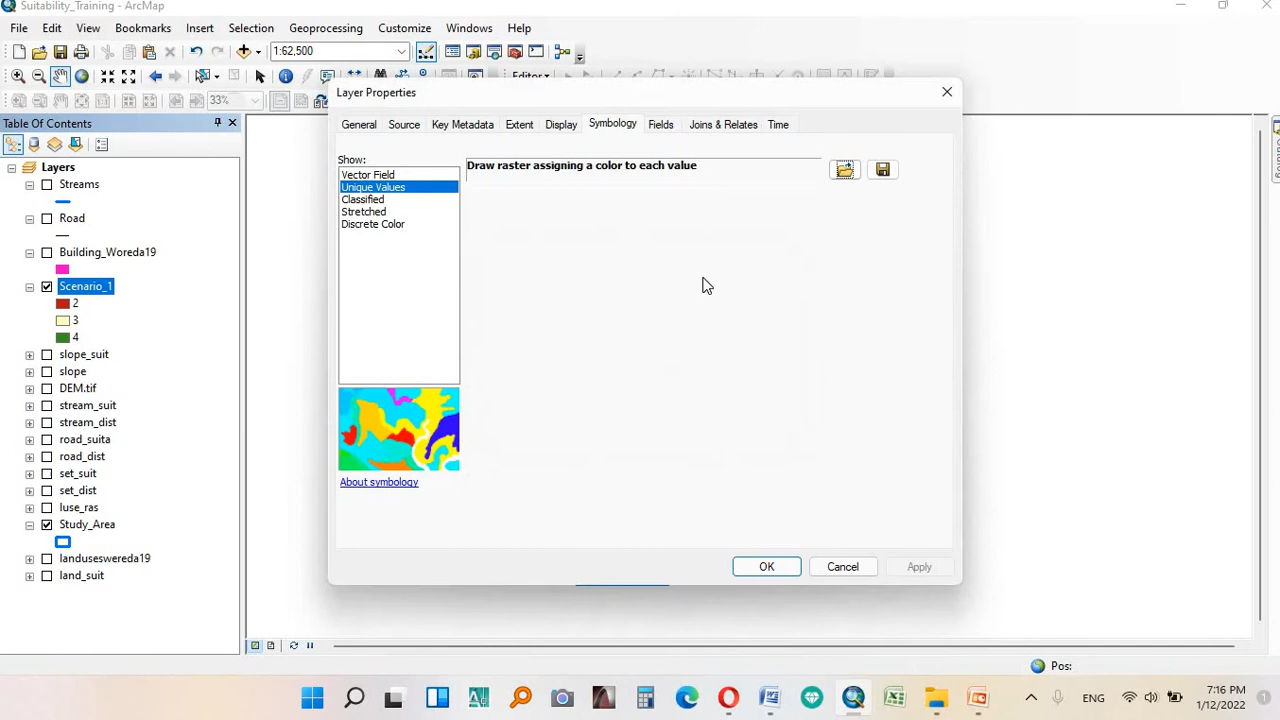 Suitability_Training - ArcMap
File Edit View Bookmarks Insert Selection Geoprocessing Customize Windows Help
1:62,500
Editor
33%
Table Of Contents
Layers
Streams
Road
Building_Woreda19
Scenario_1
2
3
4
slope_suit
slope
DEM.tif
stream_suit
stream_dist
road_suita
road_dist
set_suit
set_dist
luse_ras
Study_Area
landuseswereda19
land_suit
Layer Properties
General Source Key Metadata Extent Display Symbology Fields Joins & Relates Time
Show:
Vector Field
Unique Values
Classified
Stretched
Discrete Color
Draw raster assigning a color to each value
About symbology
OK Cancel Apply
Pos:
ENG
7:16 PM
1/12/2022